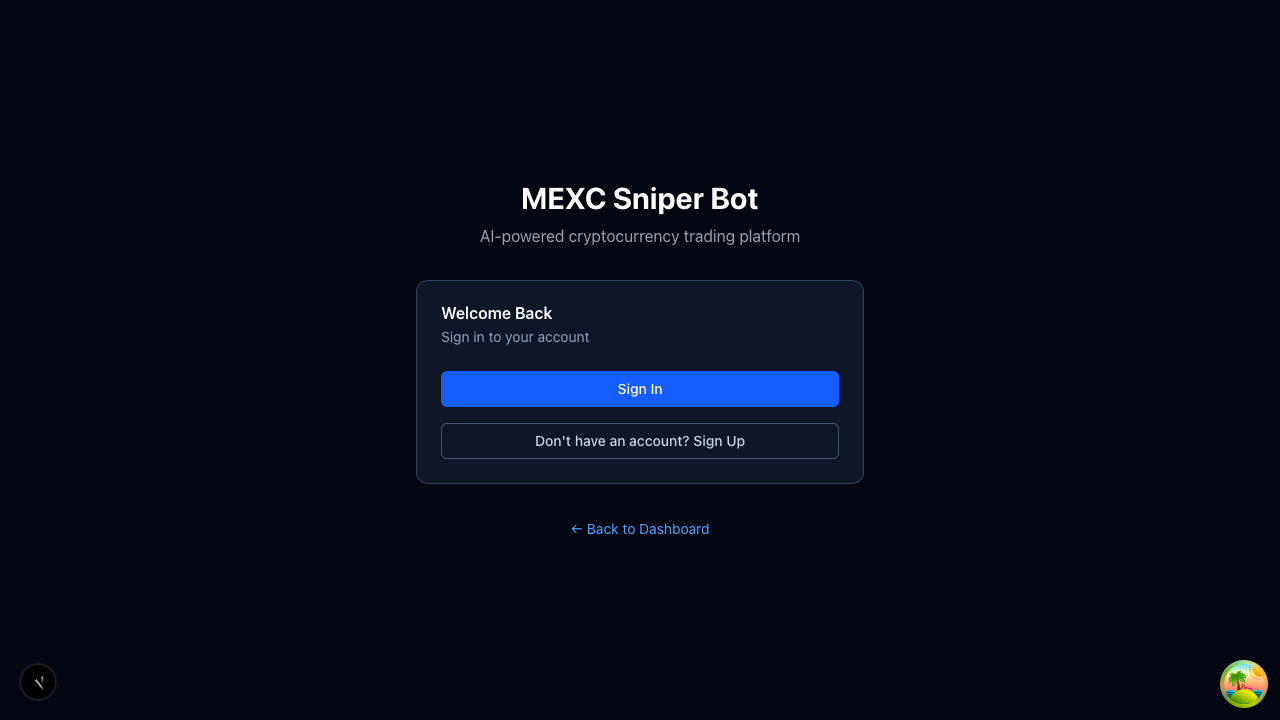 MEXC Sniper Bot
AI-powered cryptocurrency trading platform
Welcome Back
Sign in to your account
Sign In
Don't have an account? Sign Up
← Back to Dashboard